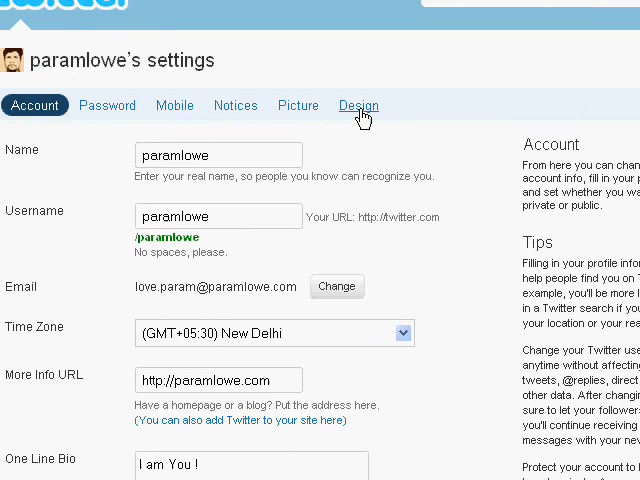 twitter
paramlowe's settings
Account Password Mobile Notices Picture Design
Name
paramlowe
Enter your real name, so people you know can recognize you.
Username
paramlowe
Your URL: http://twitter.com
/paramlowe
No spaces, please.
Email
love.param@paramlowe.com
Change
Time Zone
(GMT+05:30) New Delhi
More Info URL
http://paramlowe.com
Have a homepage or a blog? Put the address here.
(You can also add Twitter to your site here)
One Line Bio
I am You !
Account
From here you can chan
account info, fill in your p
and set whether you wa
private or public.
Tips
Filling in your profile infor
help people find you on T
example, you'll be more l
in a Twitter search if you
your location or your rea
Change your Twitter use
anytime without affecting
tweets, @replies, direct
other data. After changin
sure to let your followers
you'll continue receiving
messages with your nev
Protect your account to k